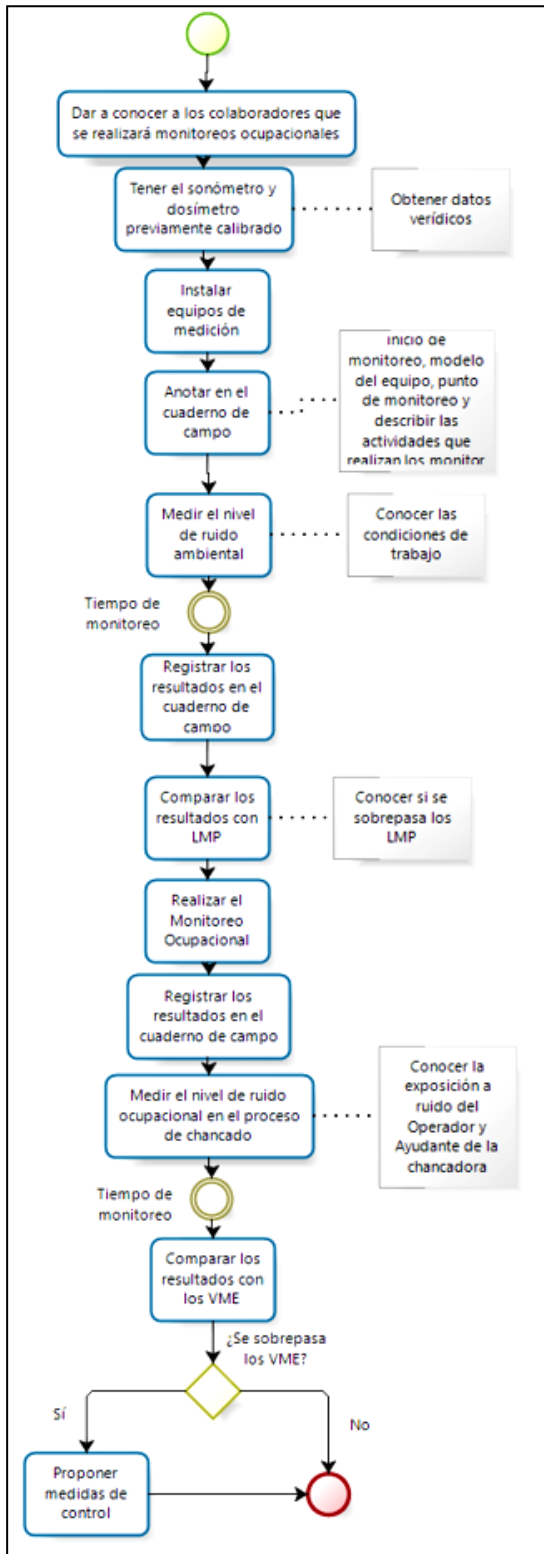 Dar a conocer a los colaboradores que
se realizará monitoreos ocupacionales
Tener el sonómetro y
dosímetro
previamente calibrado
Obtener datos
verídicos
Instalar
equipos de
medición
Anotar en el
cuaderno de
campo
Inicio de
monitoreo, modelo
del equipo, punto
de monitoreo y
describir las
actividades que
realizan los monitor
Medir el nivel
de ruido
ambiental
Conocer las
condiciones de
trabajo
Tiempo de
monitoreo
Registrar los
resultados en el
cuaderno de
campo
Comparar los
resultados con
LMP
Conocer si se
sobrepasa los
LMP
Realizar el
Monitoreo
Ocupacional
Registrar los
resultados en el
cuaderno de campo
Medir el nivel de ruido
ocupacional en el proceso
de chancado
Conocer la
exposición a
ruido del
Operador y
Ayudante de la
chancadora
Tiempo de
monitoreo
Comparar los
resultados con
los VME
¿Se sobrepasa
los VME?
Sí
No
Proponer
medidas de
control